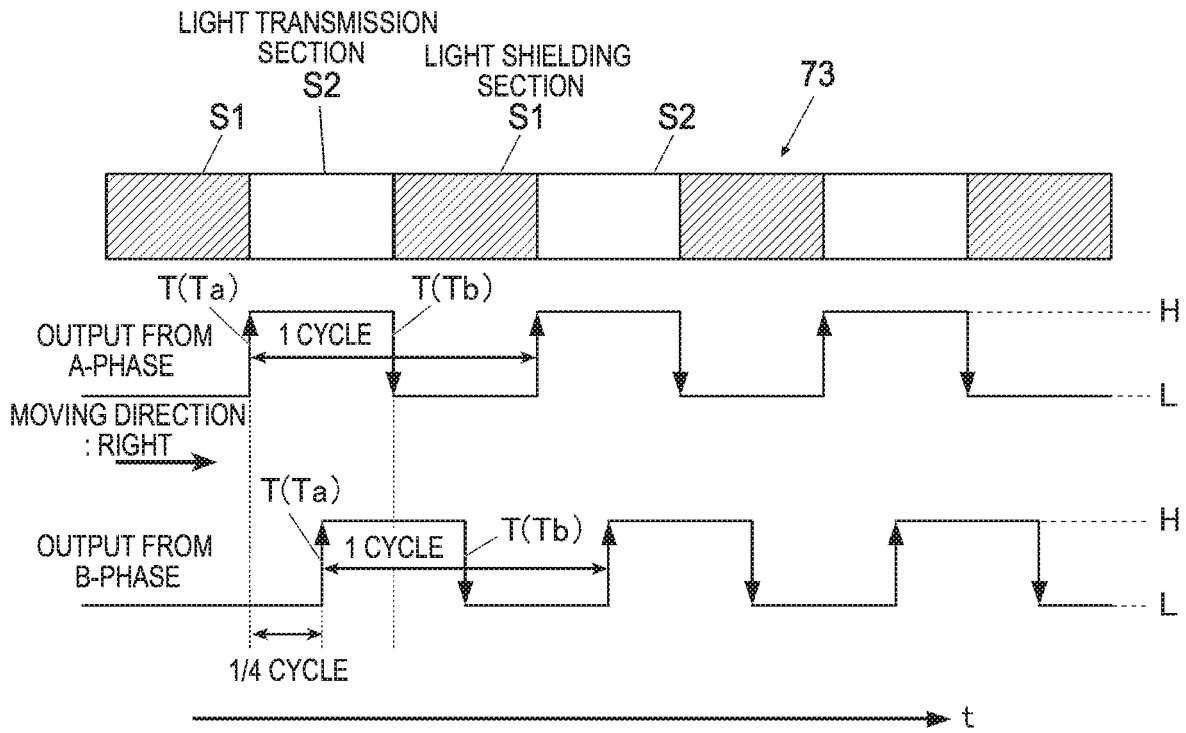 LIGHT TRANSMISSION
SECTION
S2
LIGHT SHIELDING
SECTION
S1
S1
S2
73
T(Ta)
T(Tb)
H
OUTPUT FROM
A-PHASE
1 CYCLE
L
MOVING DIRECTION
: RIGHT
T(Ta)
H
OUTPUT FROM
B-PHASE
1 CYCLE
T(Tb)
L
1/4 CYCLE
t